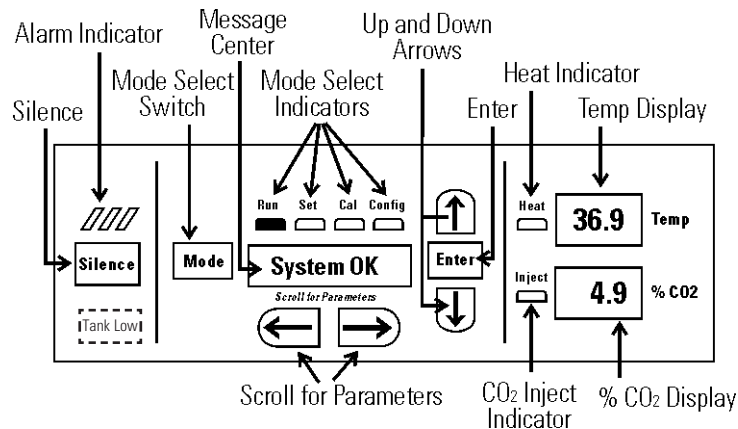 Message
Center
Up and Down
Arrows
Alarm Indicator
Mode Select
Switch
Mode Select
Indicators
Heat Indicator
Silence
Enter
Temp Display
Run
Set
Cal
Config
Heat
36.9
Temp
Silence
Mode
System OK
Enter
Inject
4.9
% CO2
Scroll for Parameters
Tank Low
Scroll for Parameters
CO2 Inject
Indicator
% CO2 Display